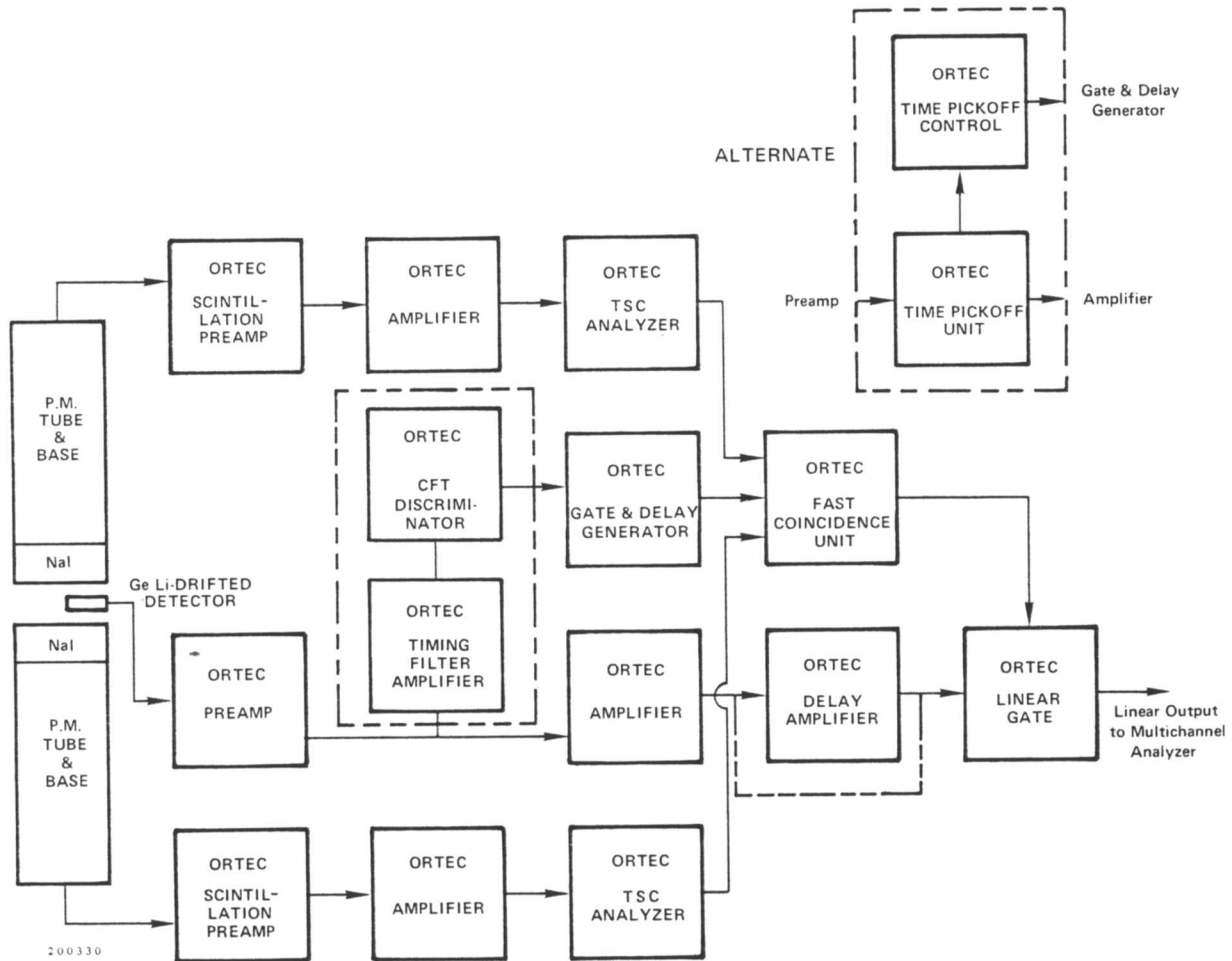 ORTEC
TIME PICKOFF
CONTROL
Gate & Delay
Generator
ALTERNATE
Preamp
ORTEC
TIME PICKOFF
UNIT
Amplifier
ORTEC
SCINTIL-
LATION
PREAMP
ORTEC
AMPLIFIER
ORTEC
TSC
ANALYZER
P.M.
TUBE
&
BASE
NaI
ORTEC
CFT
DISCRIMI-
NATOR
ORTEC
GATE & DELAY
GENERATOR
ORTEC
FAST
COINCIDENCE
UNIT
Ge Li-DRIFTED
DETECTOR
NaI
P.M.
TUBE
&
BASE
ORTEC
PREAMP
ORTEC
TIMING
FILTER
AMPLIFIER
ORTEC
AMPLIFIER
ORTEC
DELAY
AMPLIFIER
ORTEC
LINEAR
GATE
Linear Output
to Multichannel
Analyzer
ORTEC
SCINTIL-
LATION
PREAMP
ORTEC
AMPLIFIER
ORTEC
TSC
ANALYZER
200330